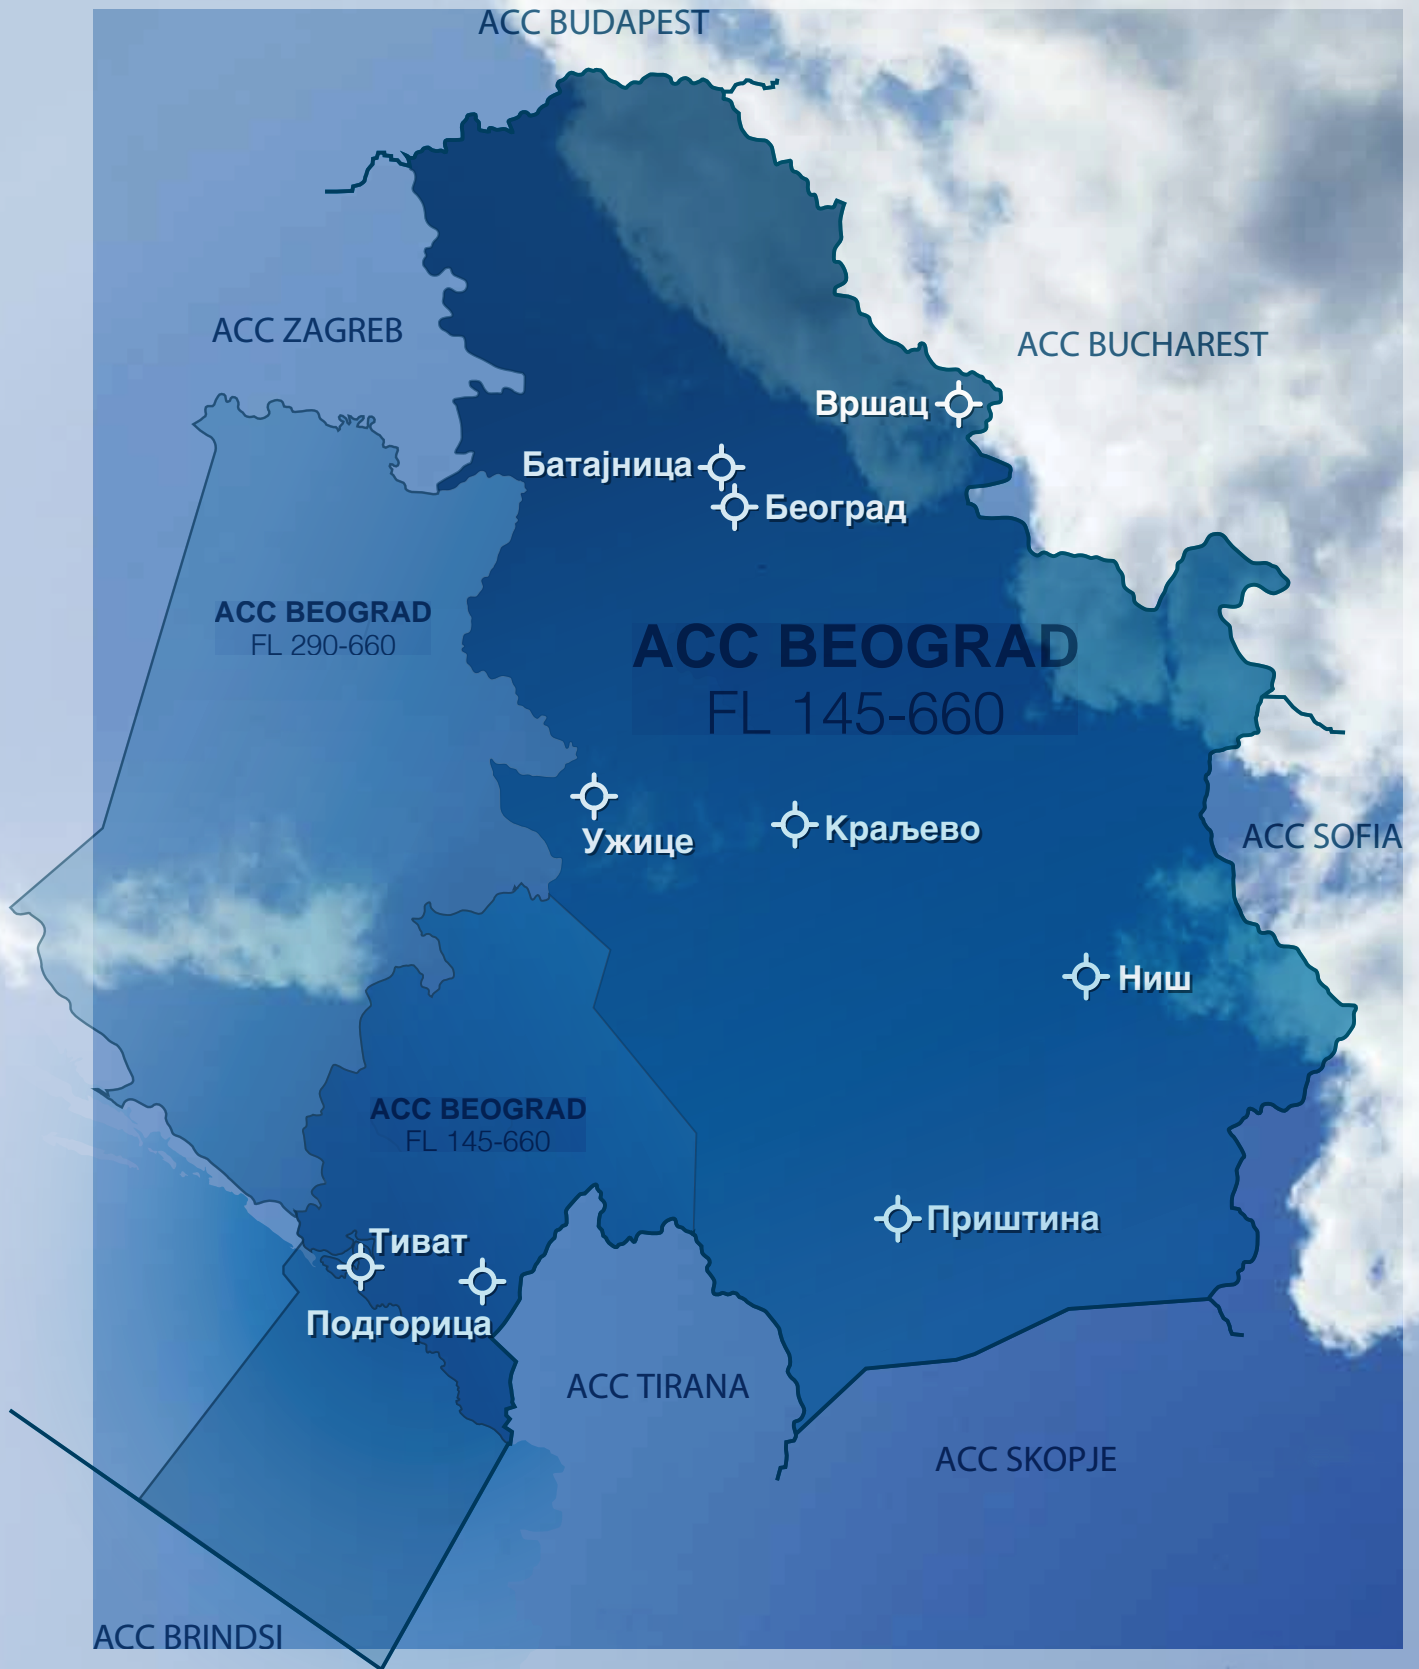 ACC BUDAPEST
ACC ZAGREB
ACC BUCHAREST
Вршац
Батајница
Београд
ACC BEOGRAD
FL 290-660
ACC BEOGRAD
FL 145-660
Ужице
Краљево
ACC SOFIA
Ниш
ACC BEOGRAD
FL 145-660
Приштина
Тиват
Подгорица
ACC TIRANA
ACC SKOPJE
ACC BRINDSI